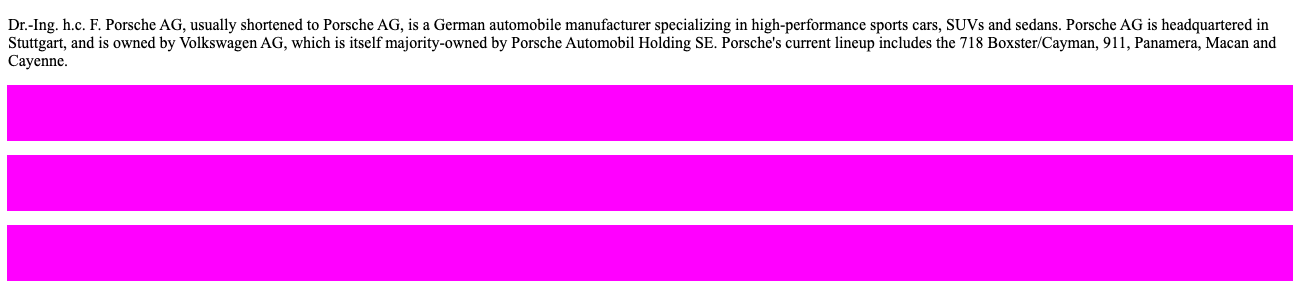 Dr.-Ing. h.c. F. Porsche AG, usually shortened to Porsche AG, is a German automobile manufacturer specializing in high-performance sports cars, SUVs and sedans. Porsche AG is headquartered in
Stuttgart, and is owned by Volkswagen AG, which is itself majority-owned by Porsche Automobil Holding SE. Porsche's current lineup includes the 718 Boxster/Cayman, 911, Panamera, Macan and
Cayenne.